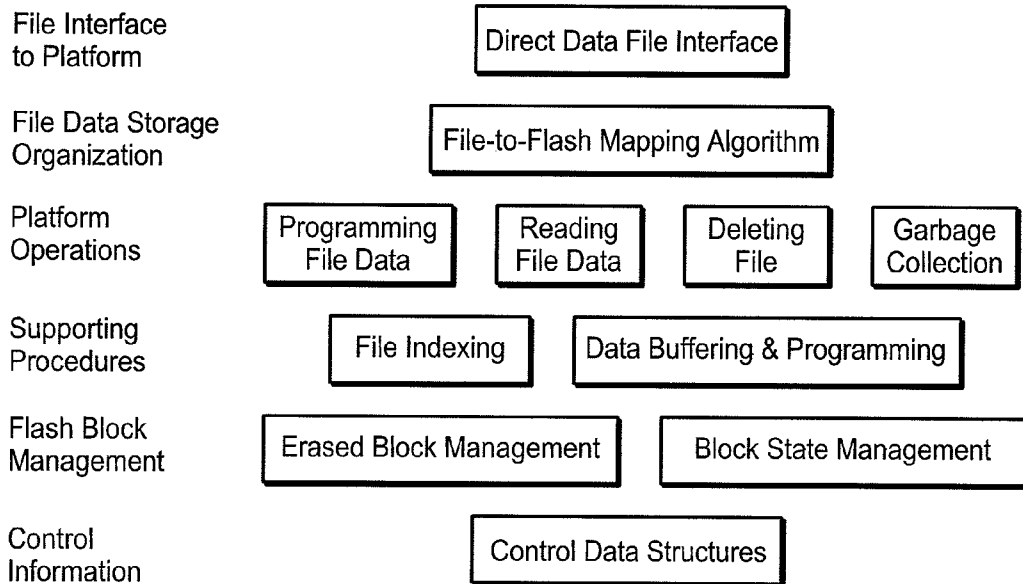 File Interface
to Platform
Direct Data File Interface
File Data Storage
Organization
File-to-Flash Mapping Algorithm
Platform
Operations
Programming
File Data
Reading
File Data
Deleting
File
Garbage
Collection
Supporting
Procedures
File Indexing
Data Buffering & Programming
Flash Block
Management
Erased Block Management
Block State Management
Control
Information
Control Data Structures